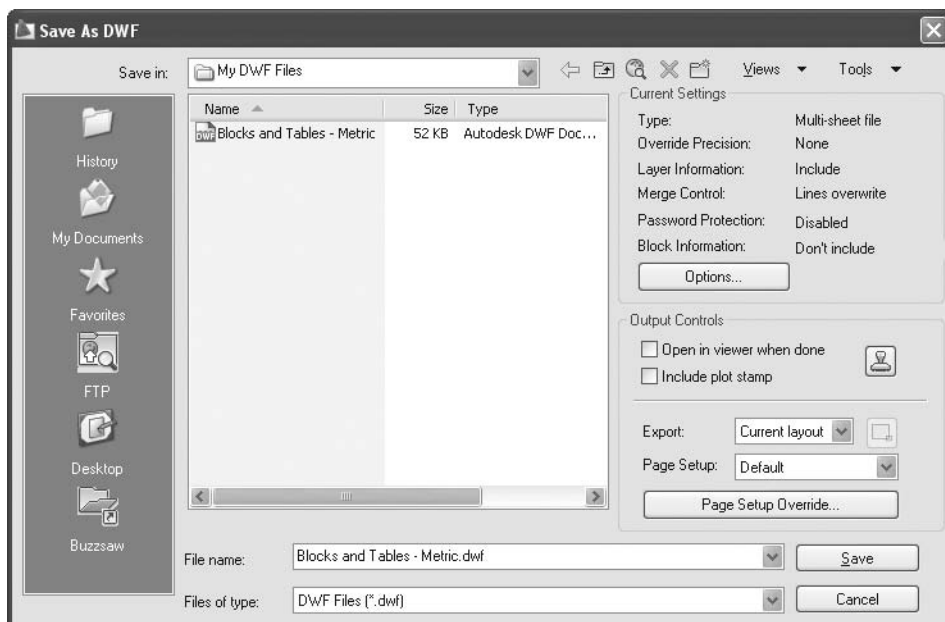 Save As DWF
Save in:
My DWF Files
Views
Tools
History
My Documents
Favorites
FTP
Desktop
Buzzsaw
Name Size Type
DWF Blocks and Tables - Metric 52 KB Autodesk DWF Doc...
Current Settings
Type: Multi-sheet file
Override Precision: None
Layer Information: Include
Merge Control: Lines overwrite
Password Protection: Disabled
Block Information: Don't include
Options...
Output Controls
Open in viewer when done
Include plot stamp
Export: Current layout
Page Setup: Default
Page Setup Override...
File name: Blocks and Tables - Metric.dwf
Save
Files of type: DWF Files (*.dwf)
Cancel